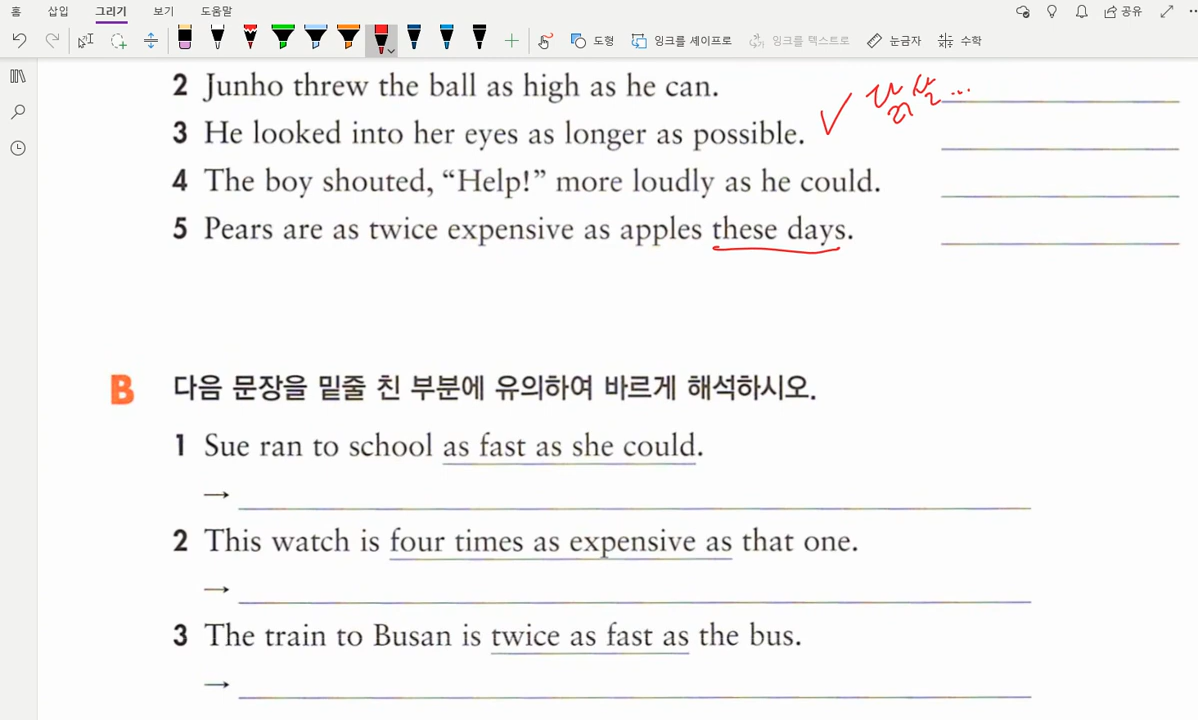 홈 삽입 그리기 보기 도움말 공유
도형 잉크를 셰이프로 잉크를 텍스트로 눈금자 수학
2 Junho threw the ball as high as he can.
3 He looked into her eyes as longer as possible.
4 The boy shouted, “Help!” more loudly as he could.
5 Pears are as twice expensive as apples these days.
B 다음 문장을 밑줄 친 부분에 유의하여 바르게 해석하시오.
1 Sue ran to school as fast as she could.
→
2 This watch is four times as expensive as that one.
→
3 The train to Busan is twice as fast as the bus.
→